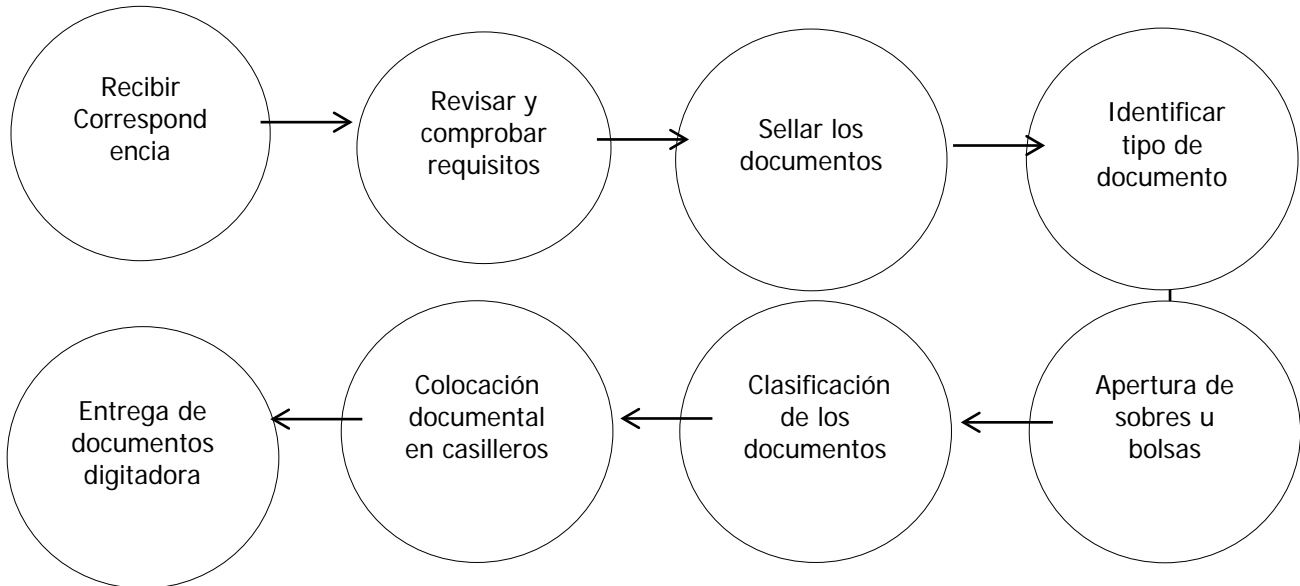 Recibir
Correspond
encia
Revisar y
comprobar
requisitos
Sellar los
documentos
Identificar
tipo de
documento
Apertura de
sobres u
bolsas
Clasificación
de los
documentos
Colocación
documental
en casilleros
Entrega de
documentos
digitadora